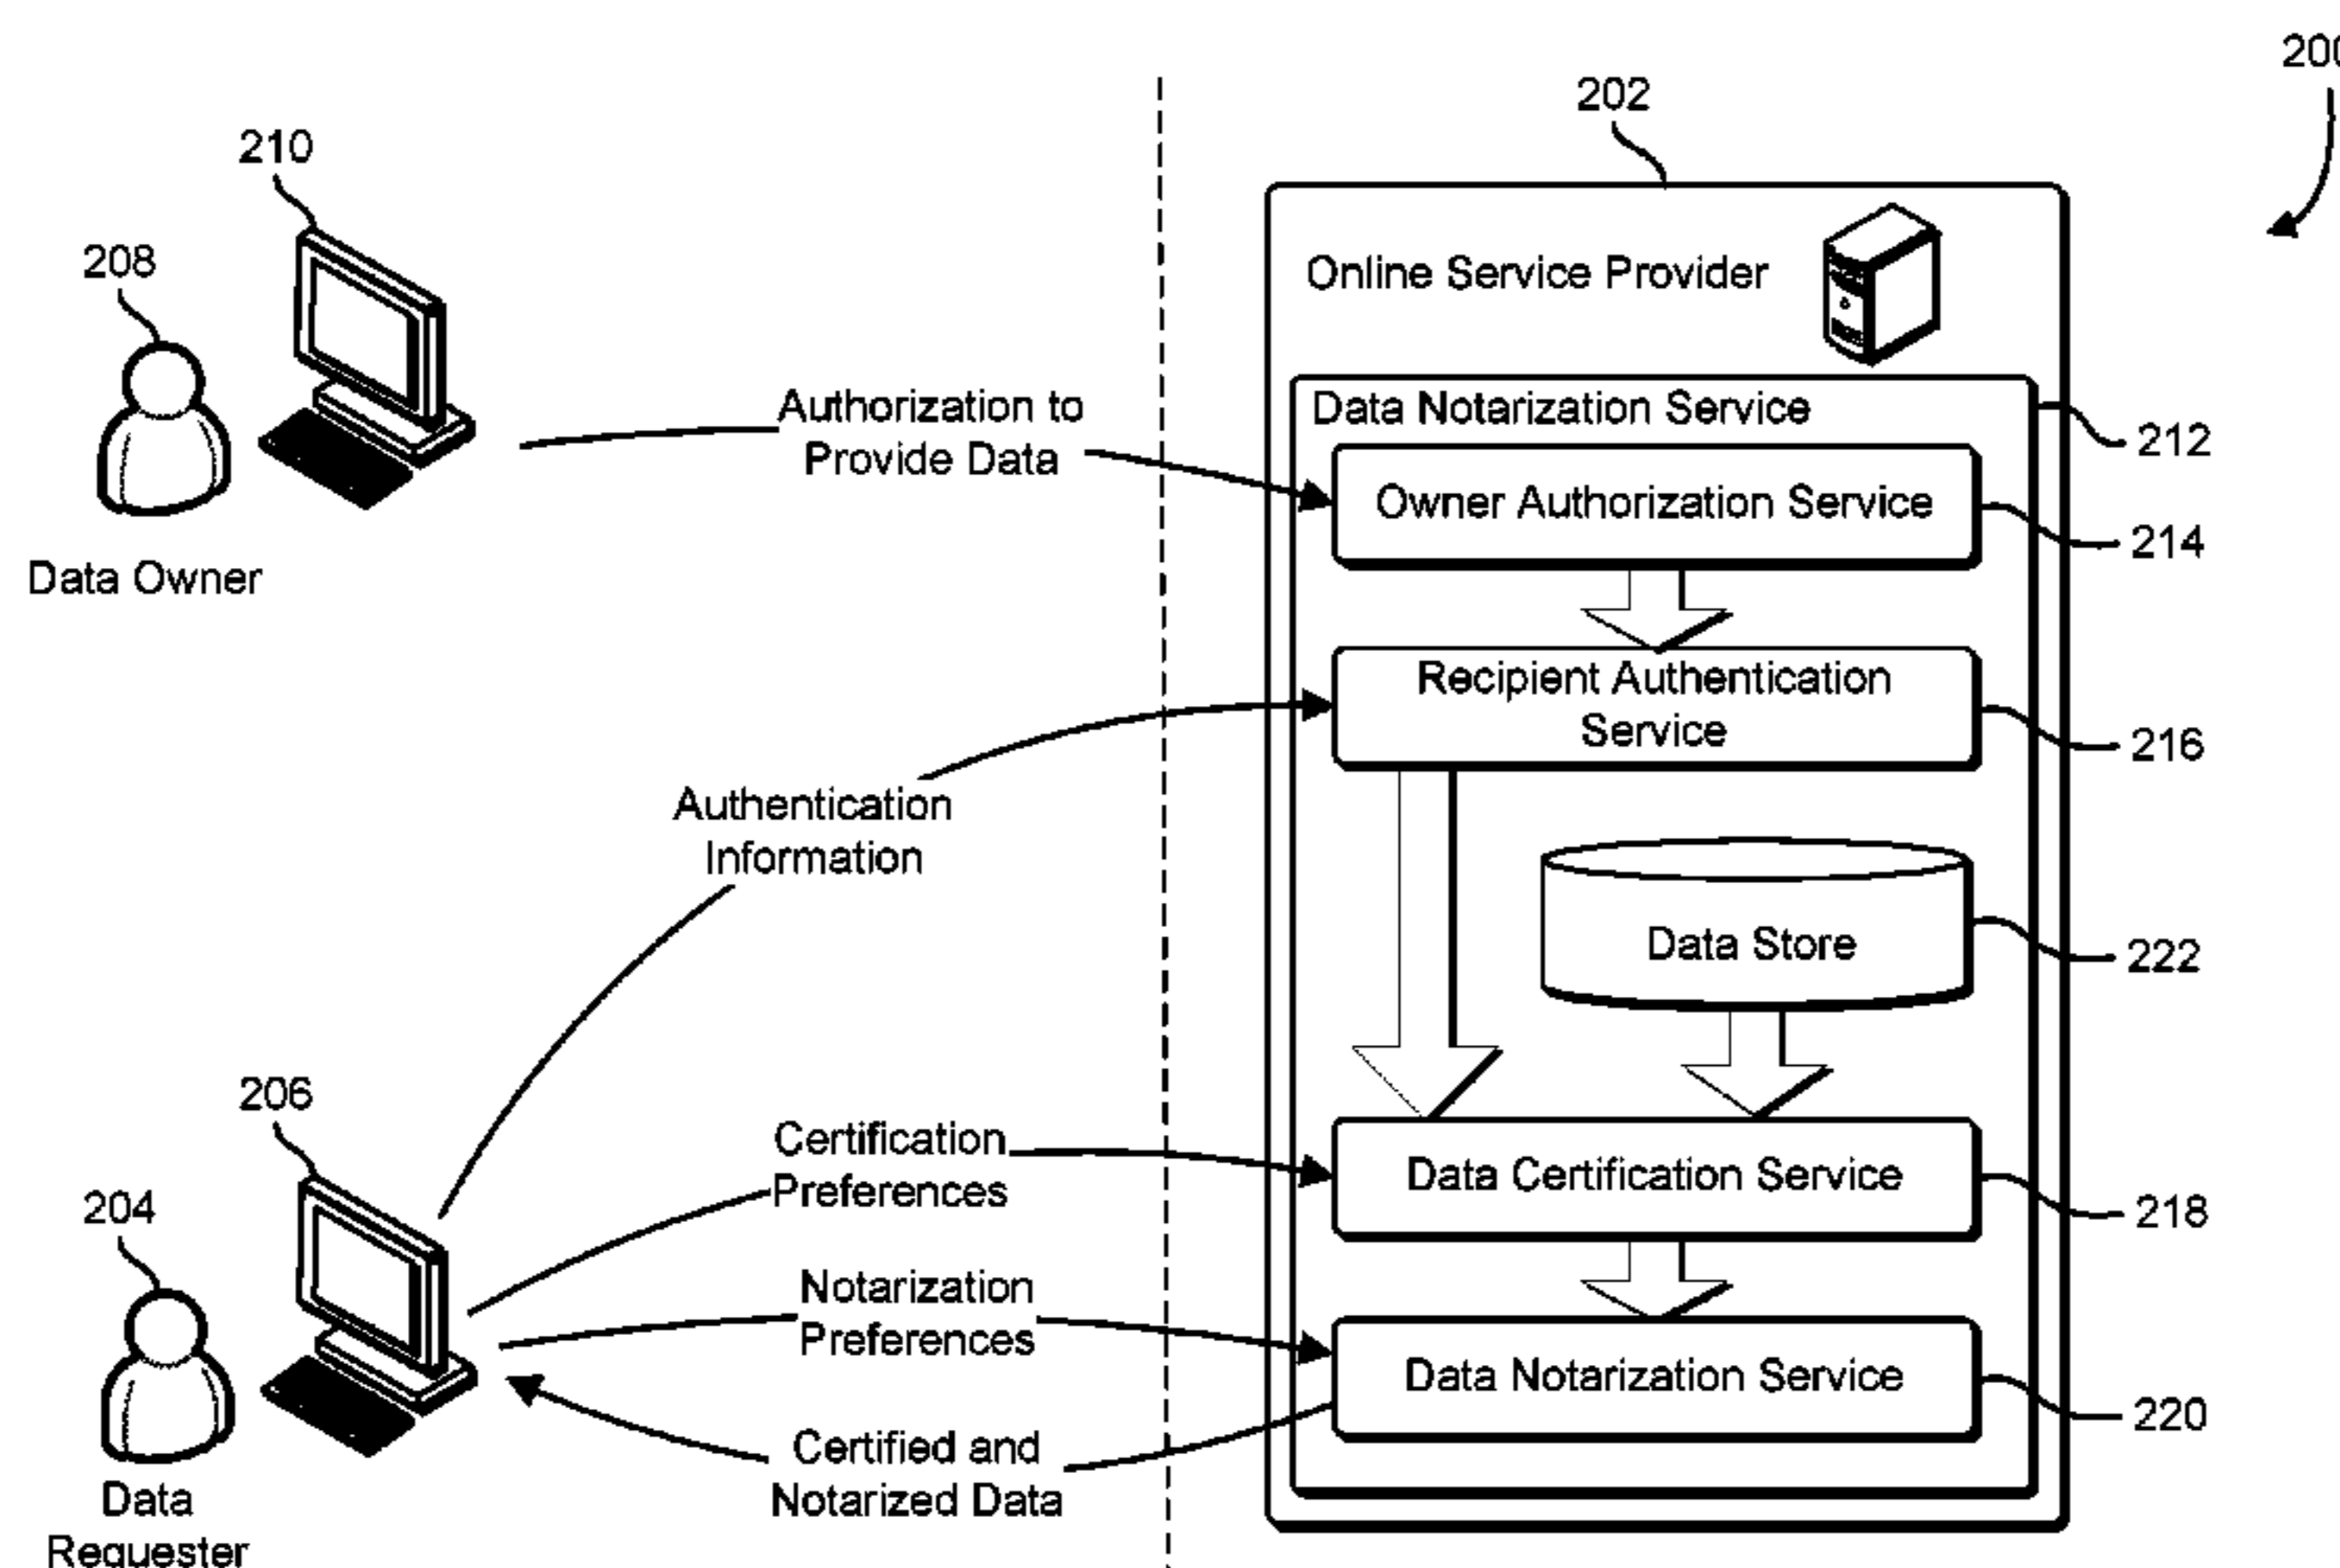 200
202
210
208
Online Service Provider
Data Notarization Service
212
Authorization to
Provide Data
Owner Authorization Service
214
Data Owner
Recipient Authentication
Service
216
Authentication
Information
Data Store
222
206
Certification
Preferences
Data Certification Service
218
204
Notarization
Preferences
Data Notarization Service
220
Certified and
Notarized Data
Data
Requester